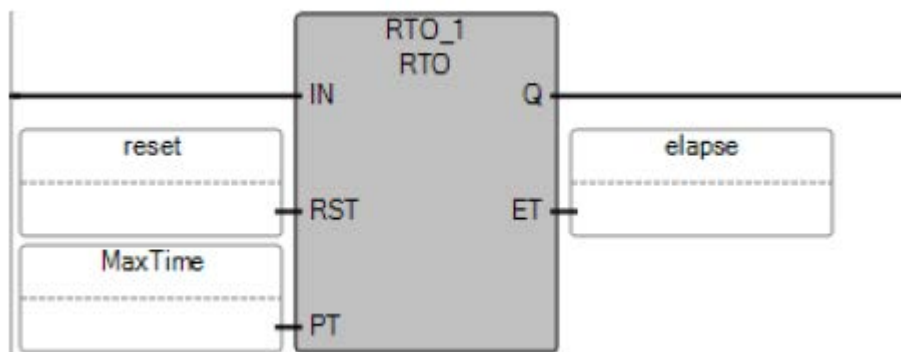 RTO_1
RTO
IN Q
reset elapse
RST ET
MaxTime
PT